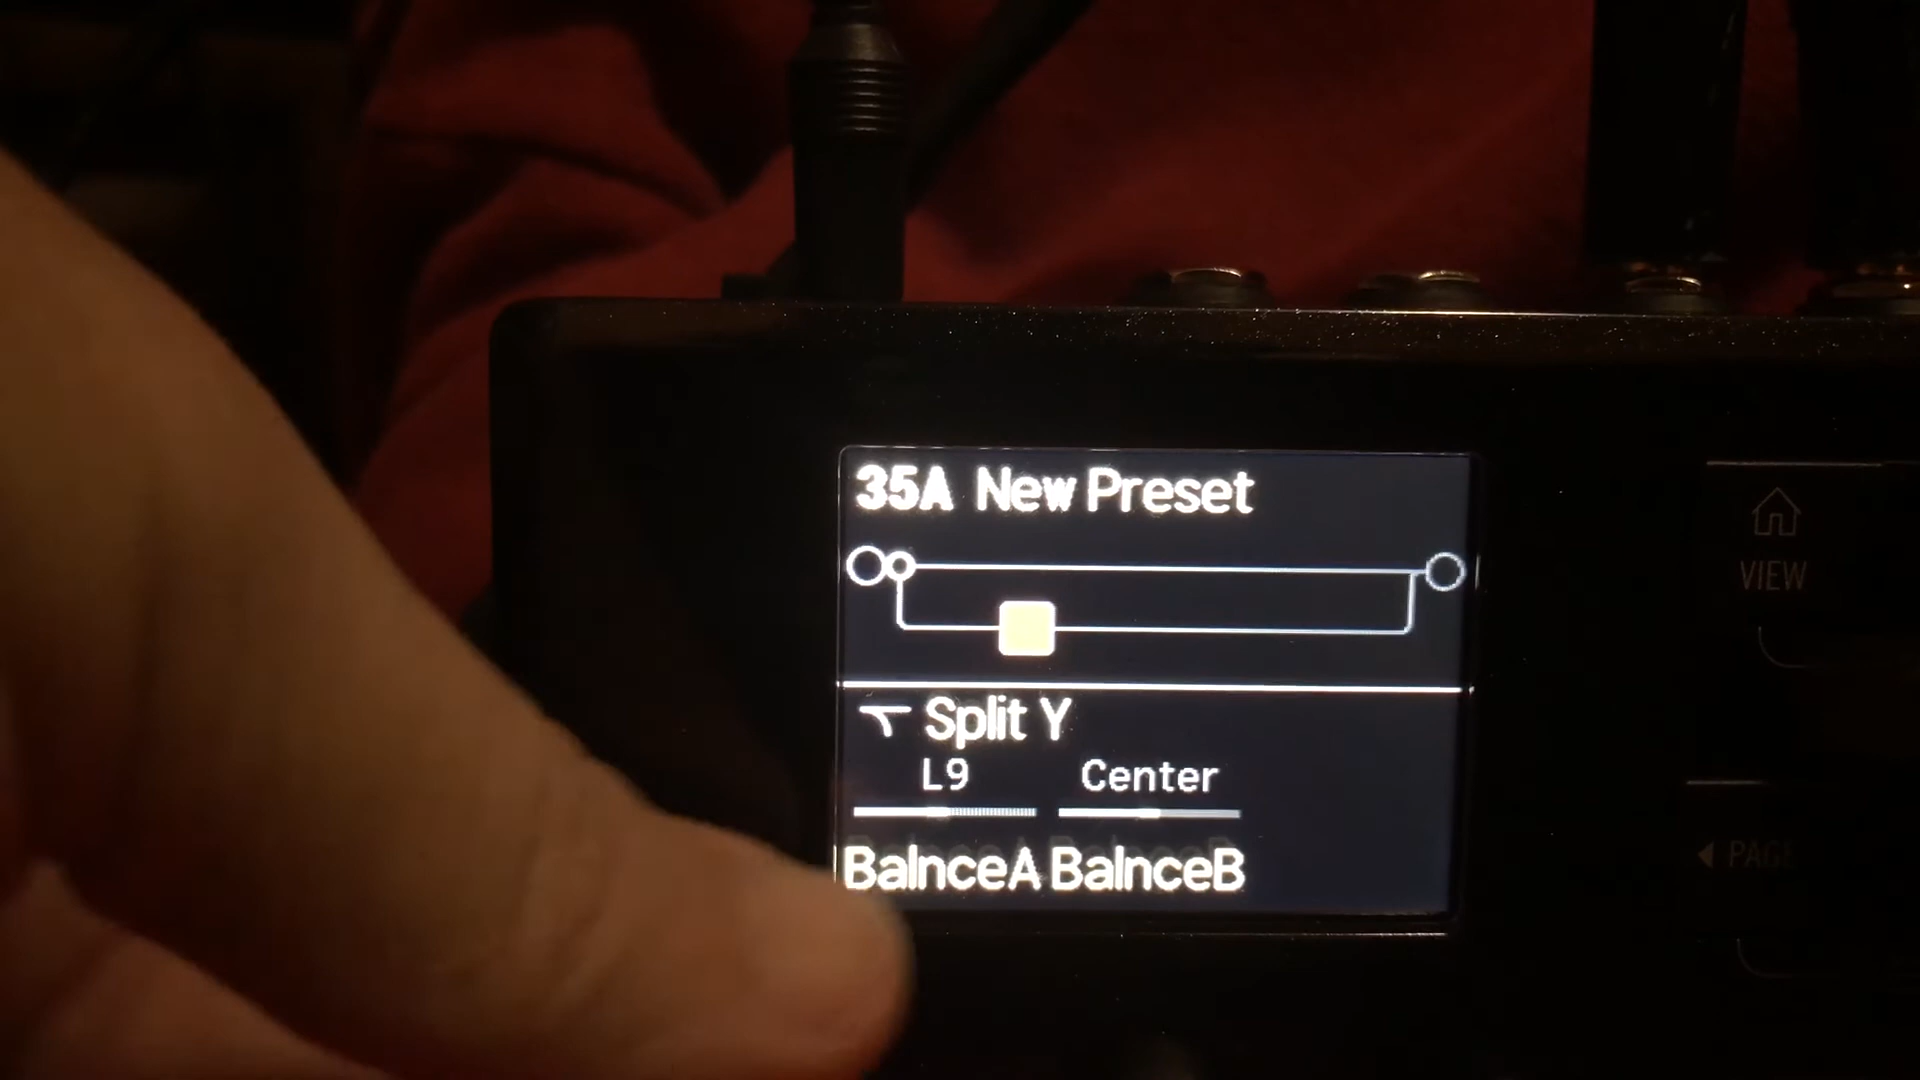 35A New Preset
Split Y
L9 Center
BalnceA BalnceB
VIEW
PAGE